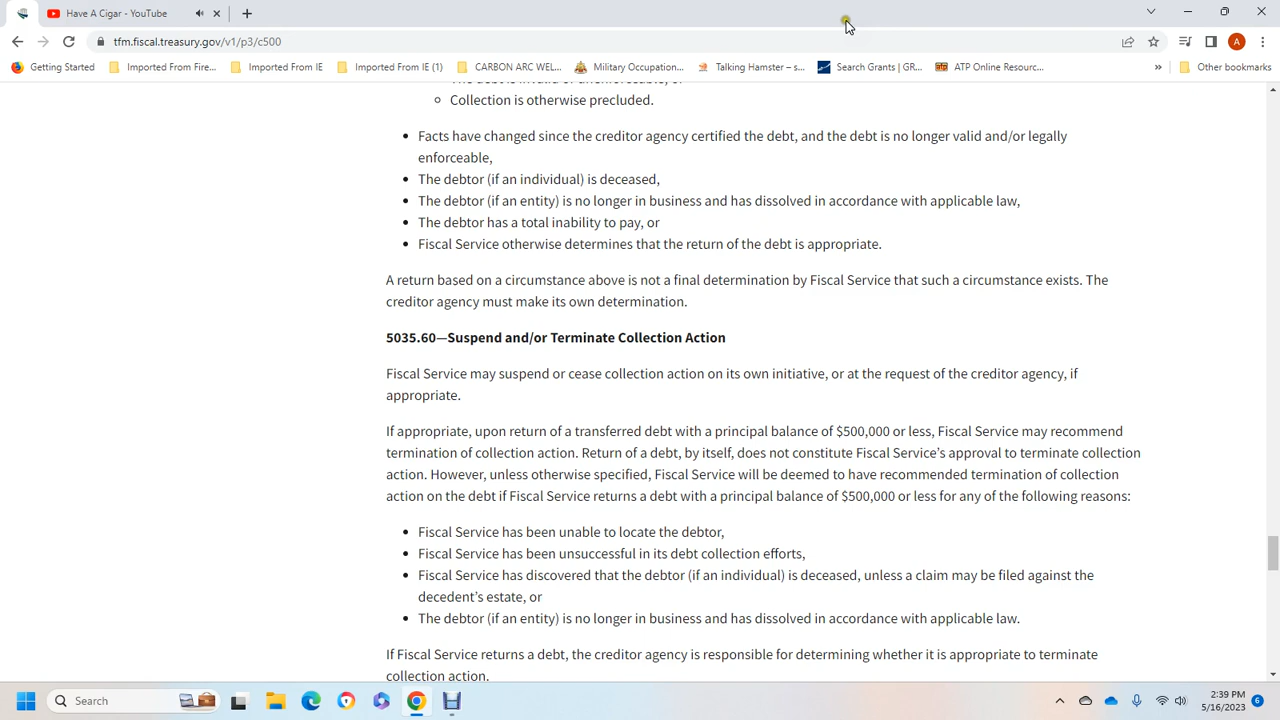 Have A Cigar - YouTube
tfm.fiscal.treasury.gov/v1/p3/c500
A
Getting Started
Imported From Fire...
Imported From IE
Imported From IE (1)
CARBON ARC WEL...
Military Occupation...
Talking Hamster – s...
Search Grants | GR...
ATP Online Resourc...
»
Other bookmarks
Collection is otherwise precluded.
Facts have changed since the creditor agency certified the debt, and the debt is no longer valid and/or legally
enforceable,
The debtor (if an individual) is deceased,
The debtor (if an entity) is no longer in business and has dissolved in accordance with applicable law,
The debtor has a total inability to pay, or
Fiscal Service otherwise determines that the return of the debt is appropriate.
A return based on a circumstance above is not a final determination by Fiscal Service that such a circumstance exists. The
creditor agency must make its own determination.
5035.60—Suspend and/or Terminate Collection Action
Fiscal Service may suspend or cease collection action on its own initiative, or at the request of the creditor agency, if
appropriate.
If appropriate, upon return of a transferred debt with a principal balance of $500,000 or less, Fiscal Service may recommend
termination of collection action. Return of a debt, by itself, does not constitute Fiscal Service’s approval to terminate collection
action. However, unless otherwise specified, Fiscal Service will be deemed to have recommended termination of collection
action on the debt if Fiscal Service returns a debt with a principal balance of $500,000 or less for any of the following reasons:
Fiscal Service has been unable to locate the debtor,
Fiscal Service has been unsuccessful in its debt collection efforts,
Fiscal Service has discovered that the debtor (if an individual) is deceased, unless a claim may be filed against the
decedent’s estate, or
The debtor (if an entity) is no longer in business and has dissolved in accordance with applicable law.
If Fiscal Service returns a debt, the creditor agency is responsible for determining whether it is appropriate to terminate
collection action.
Search
2:39 PM
5/16/2023
6